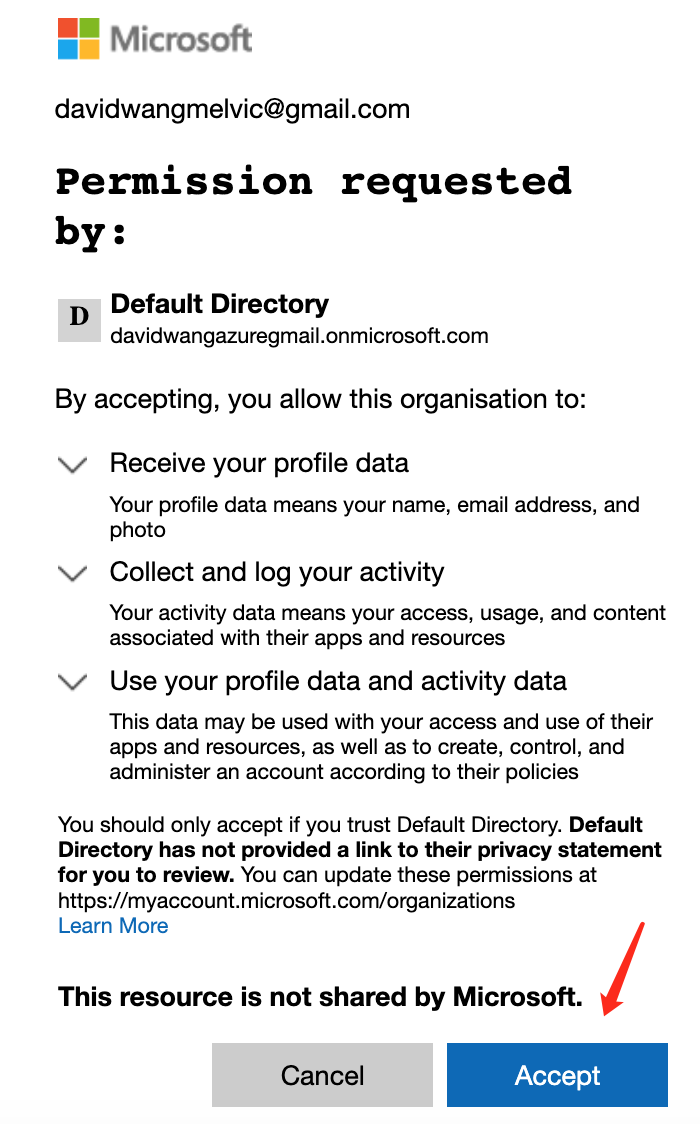 Microsoft
davidwangmelvic@gmail.com
Permission requested
by:
D
Default Directory
davidwangazuregmail.onmicrosoft.com
By accepting, you allow this organisation to:
Receive your profile data
Your profile data means your name, email address, and
photo
Collect and log your activity
Your activity data means your access, usage, and content
associated with their apps and resources
Use your profile data and activity data
This data may be used with your access and use of their
apps and resources, as well as to create, control, and
administer an account according to their policies
You should only accept if you trust Default Directory. Default
Directory has not provided a link to their privacy statement
for you to review. You can update these permissions at
https://myaccount.microsoft.com/organizations
Learn More
This resource is not shared by Microsoft.
Cancel
Accept